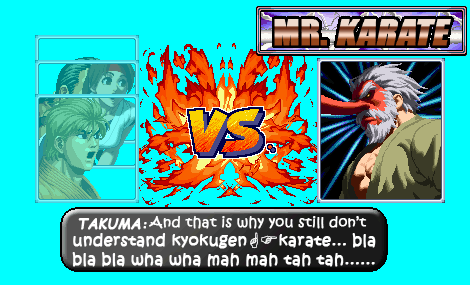 MR. KARATE
VS
TAKUMA: And that is why you still don't
understand kyokugen☝☞karate... bla
bla bla wha wha mah mah tah tah......